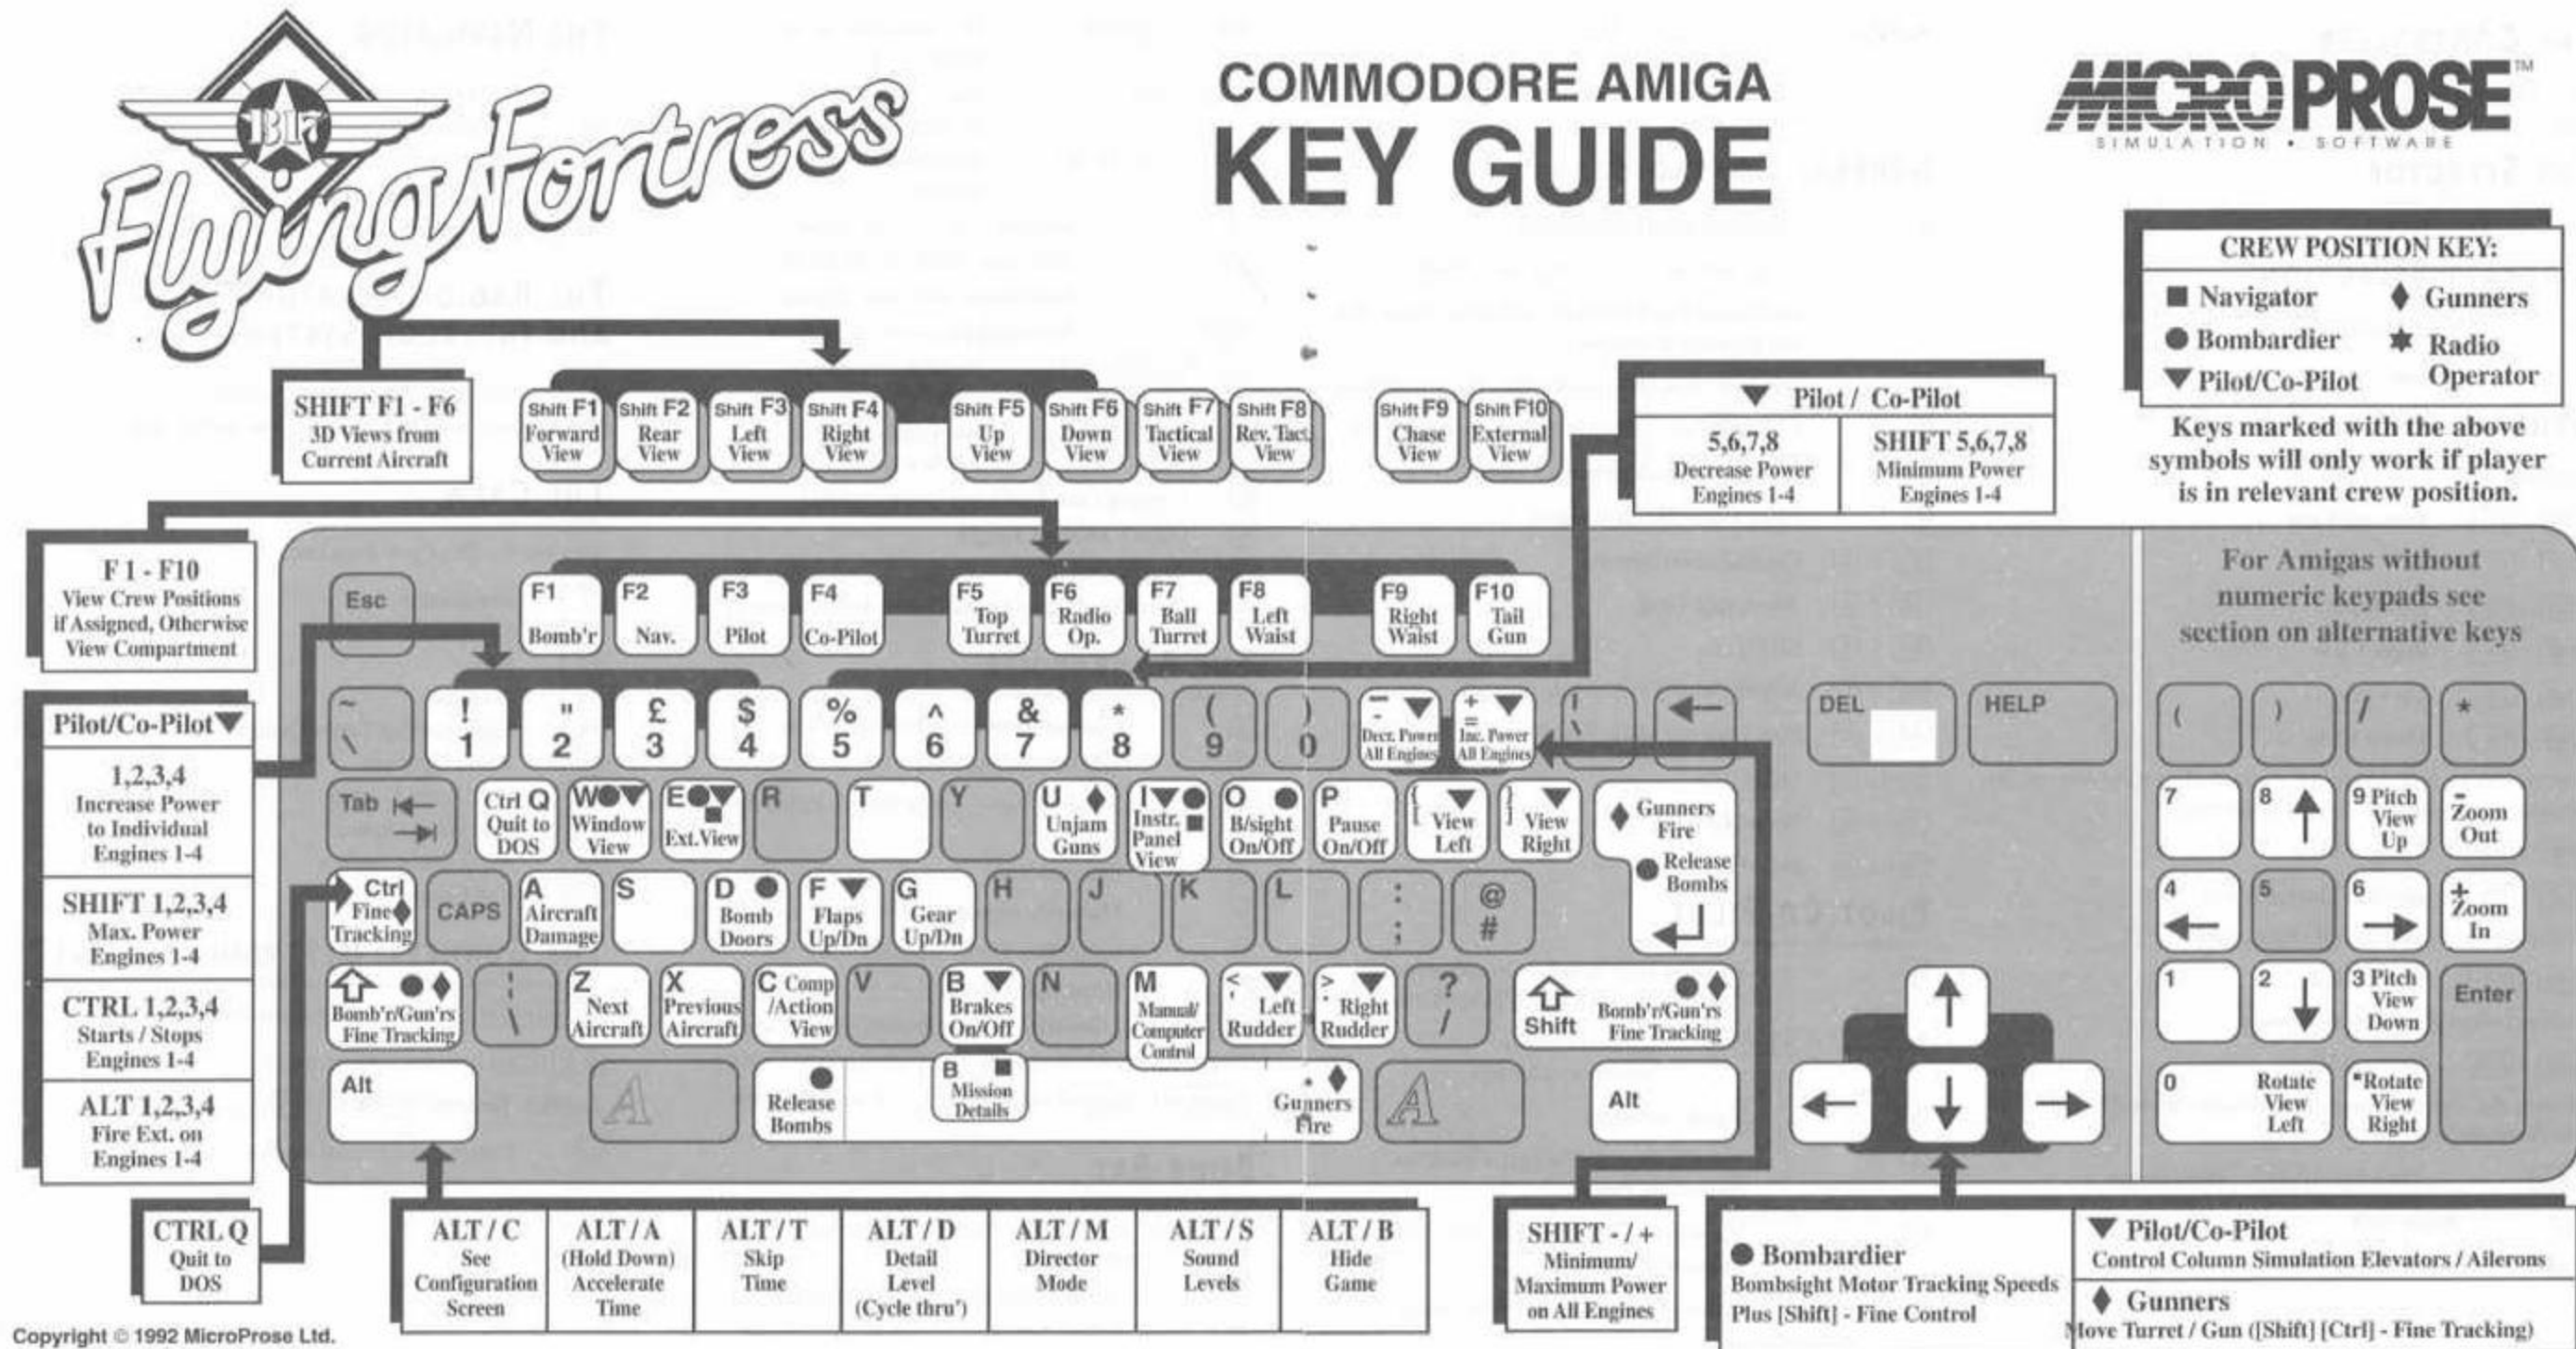 B17
Flying Fortress
COMMODORE AMIGA
KEY GUIDE
MICRO PROSE™
SIMULATION • SOFTWARE
CREW POSITION KEY:
■ Navigator
♦ Gunners
● Bombardier
✶ Radio
Operator
▼ Pilot/Co-Pilot
Keys marked with the above
symbols will only work if player
is in relevant crew position.
SHIFT F1 - F6
3D Views from
Current Aircraft
Shift F1
Forward
View
Shift F2
Rear
View
Shift F3
Left
View
Shift F4
Right
View
Shift F5
Up
View
Shift F6
Down
View
Shift F7
Tactical
View
Shift F8
Rev. Tact.
View
Shift F9
Chase
View
Shift F10
External
View
▼ Pilot / Co-Pilot
5,6,7,8
Decrease Power
Engines 1-4
SHIFT 5,6,7,8
Minimum Power
Engines 1-4
F 1 - F10
View Crew Positions
if Assigned, Otherwise
View Compartment
Esc
F1
Bomb'r
F2
Nav.
F3
Pilot
F4
Co-Pilot
F5
Top
Turret
F6
Radio
Op.
F7
Ball
Turret
F8
Left
Waist
F9
Right
Waist
F10
Tail
Gun
For Amigas without
numeric keypads see
section on alternative keys
Pilot/Co-Pilot ▼
1,2,3,4
Increase Power
to Individual
Engines 1-4
SHIFT 1,2,3,4
Max. Power
Engines 1-4
CTRL 1,2,3,4
Starts / Stops
Engines 1-4
ALT 1,2,3,4
Fire Ext. on
Engines 1-4
~
\
!
1
"
2
£
3
$
4
%
5
^
6
&
7
*
8
(
9
)
0
– ▼
-
Decr. Power
All Engines
+ ▼
=
Inc. Power
All Engines
|
\
←
DEL
HELP
(
)
/
*
Tab
Ctrl Q
Quit to
DOS
W ● ▼
Window
View
E ● ▼
■
Ext.View
R
T
Y
U ♦
Unjam
Guns
I ▼ ●
Instr. ■
Panel
View
O ●
B/sight
On/Off
P
Pause
On/Off
{ ▼
[ View
Left
} ▼
] View
Right
♦ Gunners
Fire
● Release
Bombs
7
8 ↑
9 Pitch
View
Up
-
Zoom
Out
Ctrl
Fine ♦
Tracking
CAPS
A
Aircraft
Damage
S
D ●
Bomb
Doors
F ▼
Flaps
Up/Dn
G
Gear
Up/Dn
H
J
K
L
:
;
@
#
4
←
5
6
→
+
Zoom
In
● ♦
Bomb'r/Gun'rs
Fine Tracking
¦
\
Z
Next
Aircraft
X
Previous
Aircraft
C Comp
/Action
View
V
B ▼
Brakes
On/Off
N
M
Manual/
Computer
Control
< ▼
, Left
Rudder
> ▼
. Right
Rudder
?
/
Shift
● ♦
Bomb'r/Gun'rs
Fine Tracking
↑
1
2 ↓
3 Pitch
View
Down
Enter
Alt
A
●
Release
Bombs
B ■
Mission
Details
♦
Gunners
Fire
A
Alt
←
↓
→
0 Rotate
View
Left
Rotate
View
Right
CTRL Q
Quit to
DOS
ALT / C
See
Configuration
Screen
ALT / A
(Hold Down)
Accelerate
Time
ALT / T
Skip
Time
ALT / D
Detail
Level
(Cycle thru')
ALT / M
Director
Mode
ALT / S
Sound
Levels
ALT / B
Hide
Game
SHIFT - / +
Minimum/
Maximum Power
on All Engines
● Bombardier
Bombsight Motor Tracking Speeds
Plus [Shift] - Fine Control
▼ Pilot/Co-Pilot
Control Column Simulation Elevators / Ailerons
♦ Gunners
Move Turret / Gun ([Shift] [Ctrl] - Fine Tracking)
Copyright © 1992 MicroProse Ltd.